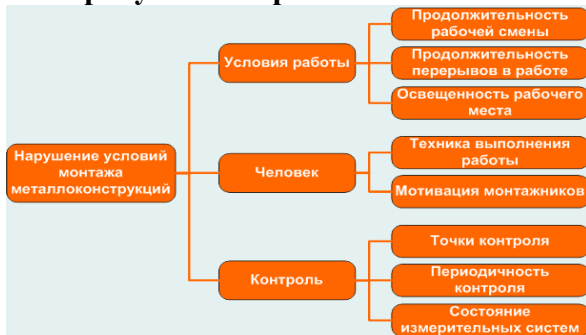 Продолжительность
рабочей смены
Условия работы
Продолжительность
перерывов в работе
Освещенность рабочего
места
Нарушение условий
монтажа
металлоконструкций
Человек
Техника выполнения
работы
Мотивация монтажников
Контроль
Точки контроля
Периодичность
контроля
Состояние
измерительных систем